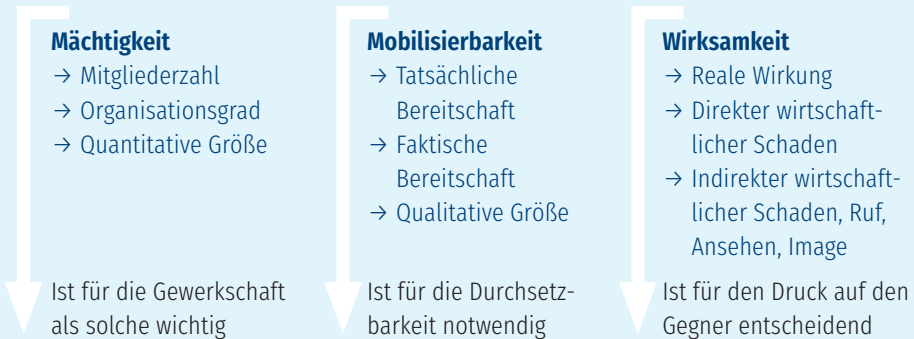 Mächtigkeit
→ Mitgliederzahl
→ Organisationsgrad
→ Quantitative Größe
Ist für die Gewerkschaft
als solche wichtig
Mobilisierbarkeit
→ Tatsächliche
Bereitschaft
→ Faktische
Bereitschaft
→ Qualitative Größe
Ist für die Durchsetz-
barkeit notwendig
Wirksamkeit
→ Reale Wirkung
→ Direkter wirtschaft-
licher Schaden
→ Indirekter wirtschaft-
licher Schaden, Ruf,
Ansehen, Image
Ist für den Druck auf den
Gegner entscheidend